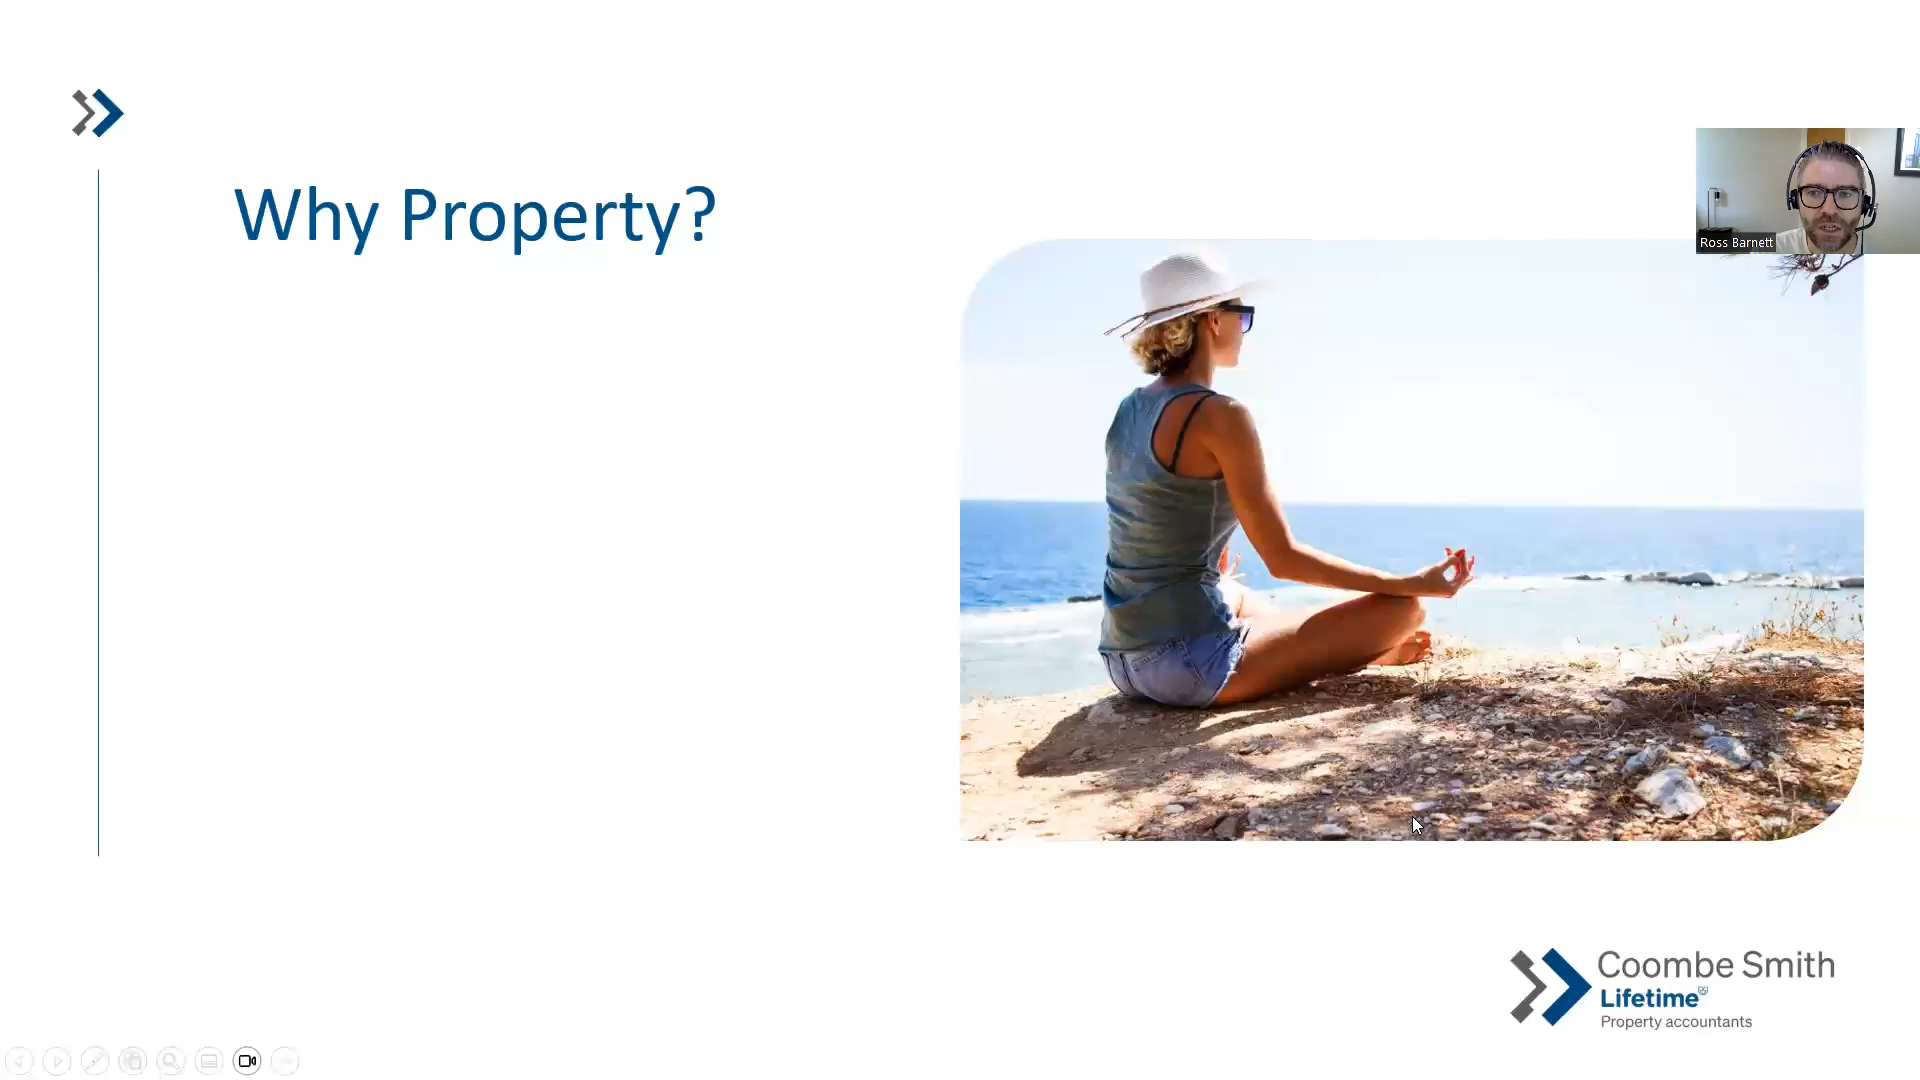 Why Property?
Ross Barnett
Coombe Smith
Lifetime
Property accountants